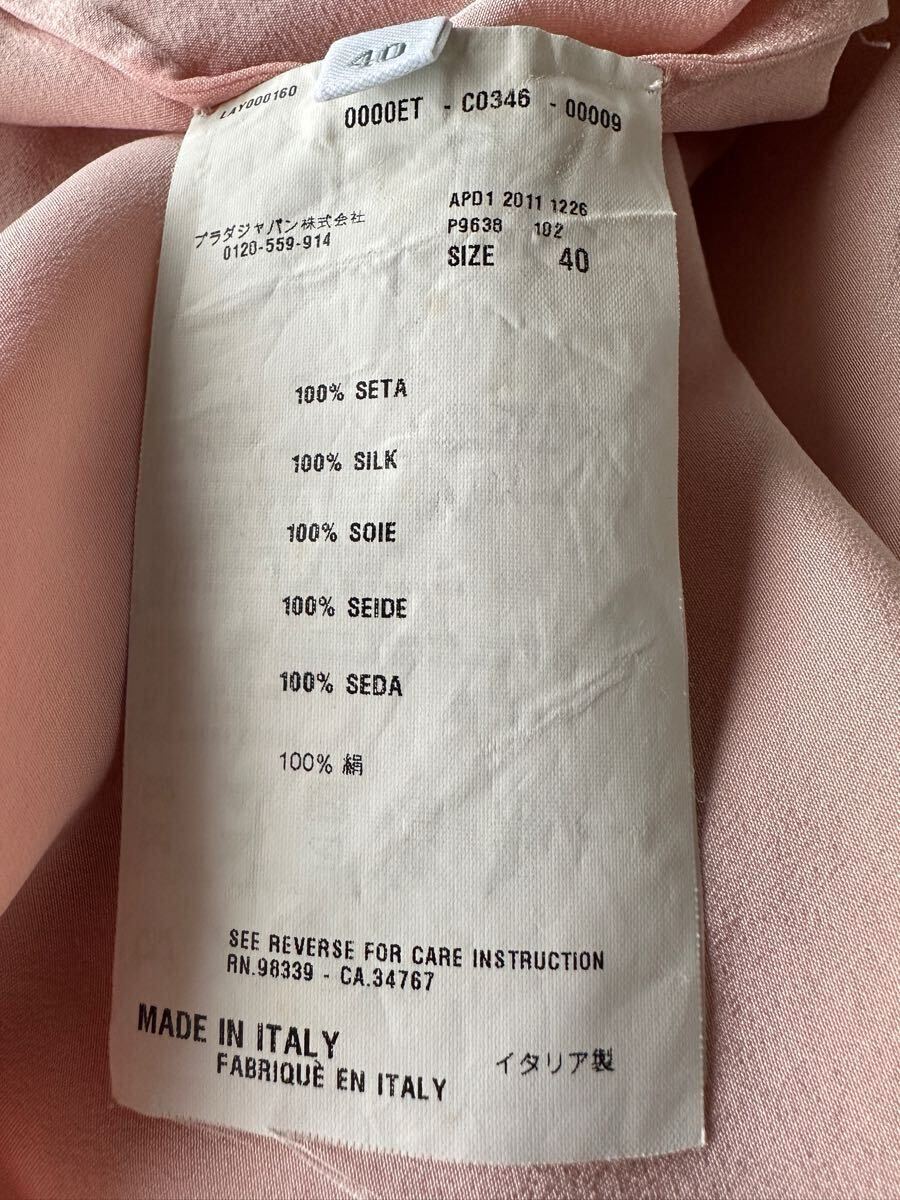 40
LAY000160
0000ET - C0346 - 00009
プラダジャパン株式会社
0120-559-914
APD1 2011 1226
P9638 102
SIZE 40
100% SETA
100% SILK
100% SOIE
100% SEIDE
100% SEDA
100% 絹
SEE REVERSE FOR CARE INSTRUCTION
RN.98339 - CA.34767
MADE IN ITALY
FABRIQUÈ EN ITALY
イタリア製